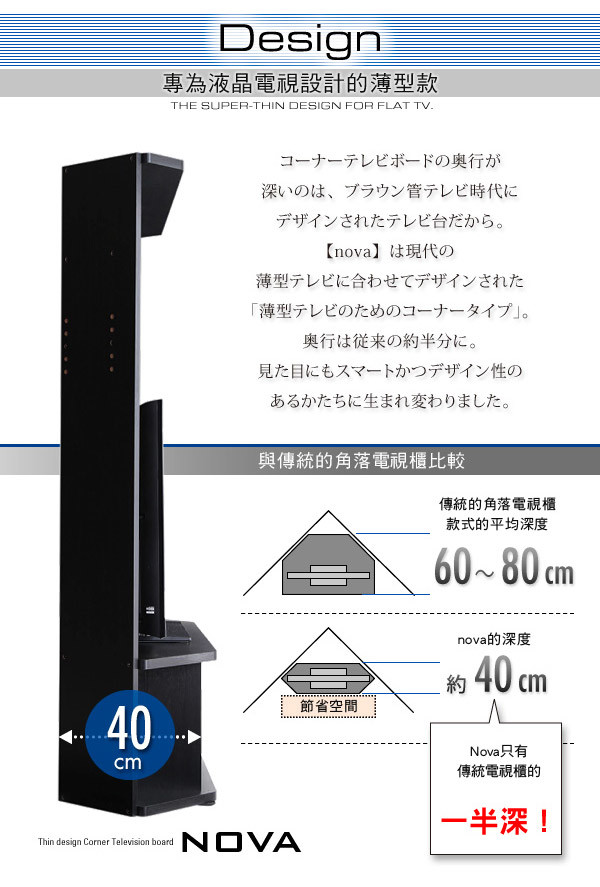 Design
專為液晶電視設計的薄型款
THE SUPER-THIN DESIGN FOR FLAT TV.
コーナーテレビボードの奥行が
深いのは、ブラウン管テレビ時代に
デザインされたテレビ台だから。
【nova】は現代の
薄型テレビに合わせてデザインされた
「薄型テレビのためのコーナータイプ」。
奥行は従来の約半分に。
見た目にもスマートかつデザイン性の
あるかたちに生まれ変わりました。
與傳統的角落電視櫃比較
傳統的角落電視櫃
款式的平均深度
60～80cm
nova的深度
約40cm
節省空間
Nova只有
傳統電視櫃的
一半深！
40
cm
Thin design Corner Television board NOVA